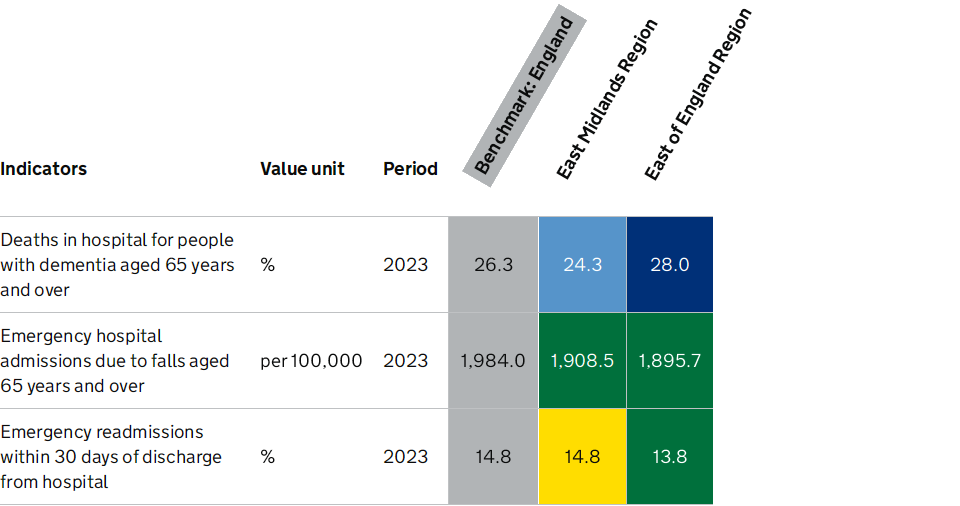 Benchmark: England
East Midlands Region
East of England Region
Indicators Value unit Period
Deaths in hospital for people
with dementia aged 65 years % 2023 26.3 24.3 28.0
and over
Emergency hospital
admissions due to falls aged per 100,000 2023 1,984.0 1,908.5 1,895.7
65 years and over
Emergency readmissions
within 30 days of discharge % 2023 14.8 14.8 13.8
from hospital